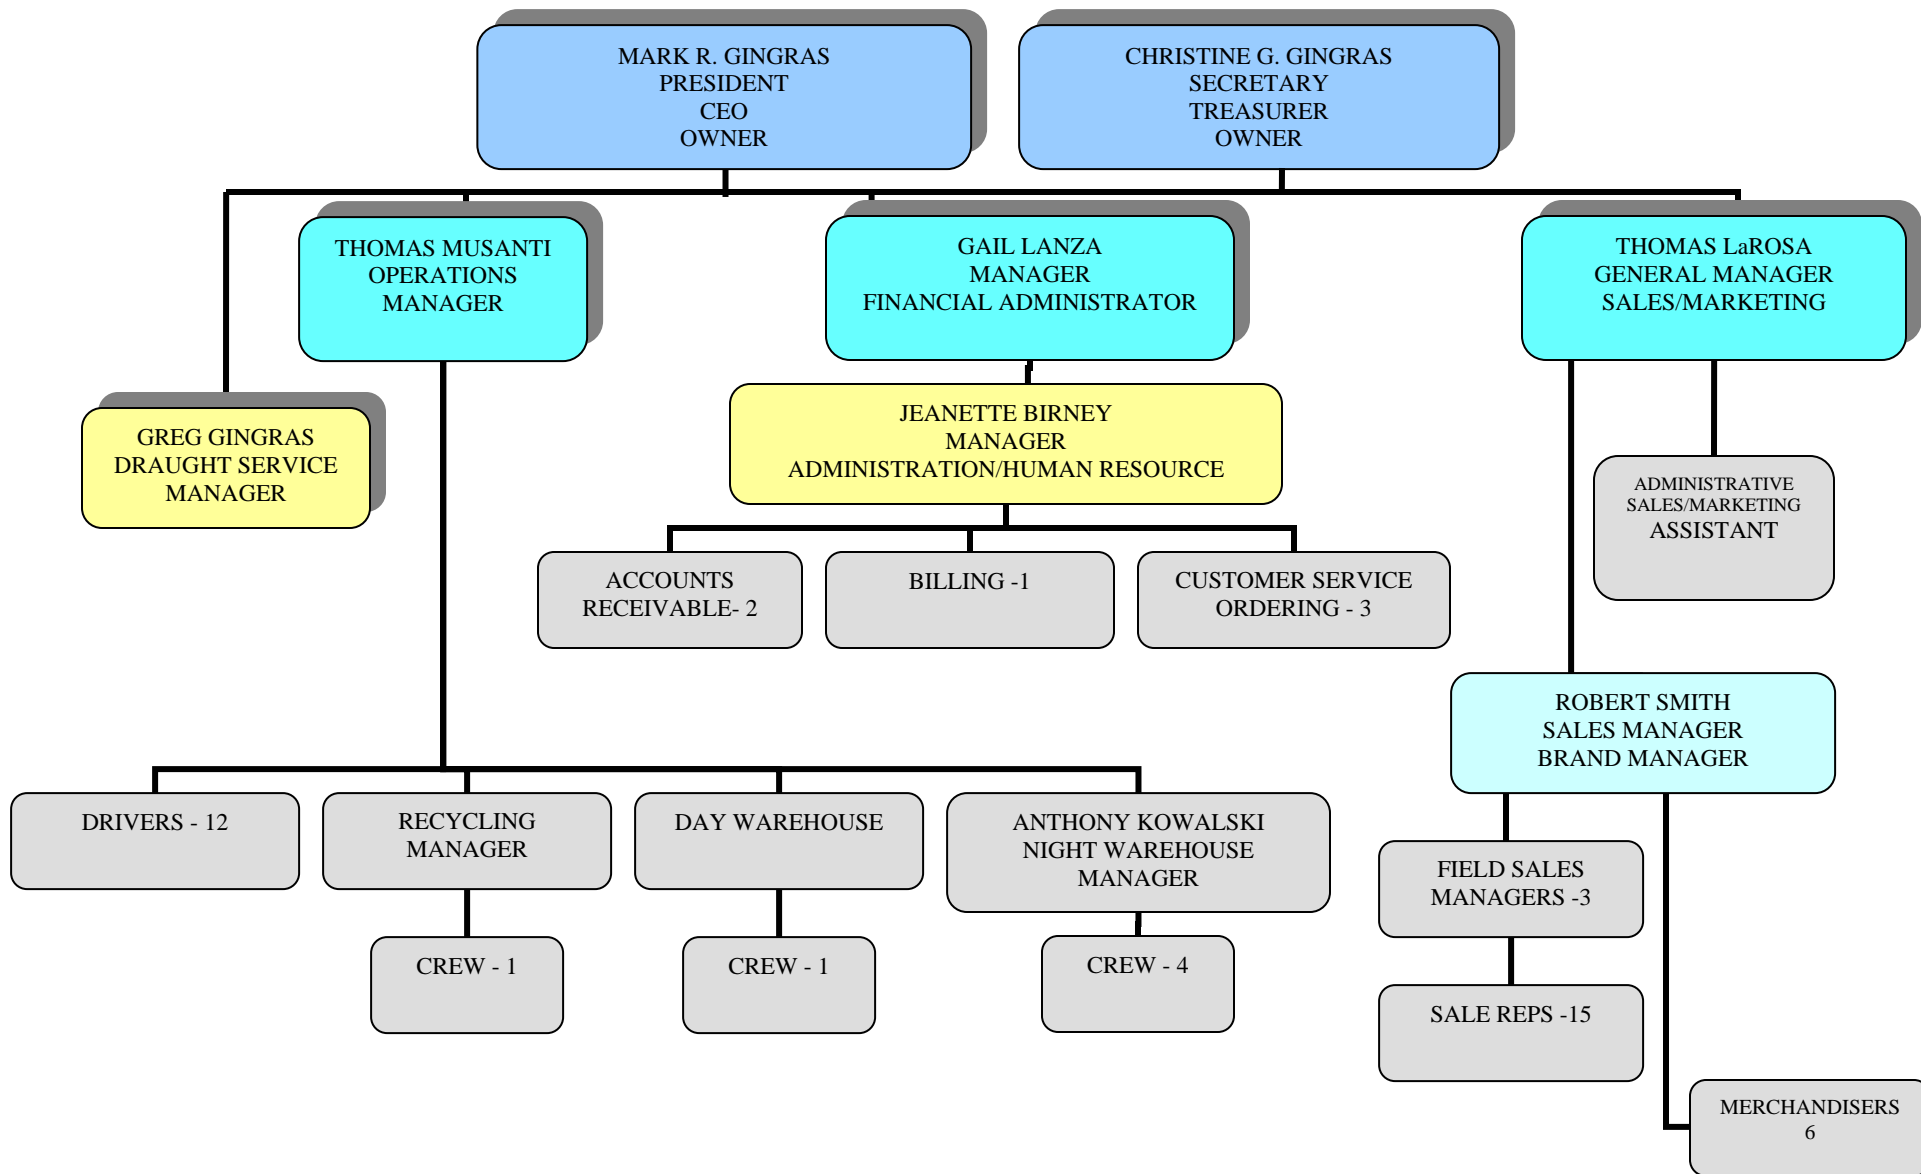 MARK R. GINGRAS
PRESIDENT
CEO
OWNER
CHRISTINE G. GINGRAS
SECRETARY
TREASURER
OWNER
THOMAS MUSANTI
OPERATIONS
MANAGER
GAIL LANZA
MANAGER
FINANCIAL ADMINISTRATOR
THOMAS LaROSA
GENERAL MANAGER
SALES/MARKETING
GREG GINGRAS
DRAUGHT SERVICE
MANAGER
JEANETTE BIRNEY
MANAGER
ADMINISTRATION/HUMAN RESOURCE
ADMINISTRATIVE
SALES/MARKETING
ASSISTANT
ACCOUNTS
RECEIVABLE- 2
BILLING -1
CUSTOMER SERVICE
ORDERING - 3
ROBERT SMITH
SALES MANAGER
BRAND MANAGER
DRIVERS - 12
RECYCLING
MANAGER
DAY WAREHOUSE
ANTHONY KOWALSKI
NIGHT WAREHOUSE
MANAGER
FIELD SALES
MANAGERS -3
CREW - 1
CREW - 1
CREW - 4
SALE REPS -15
MERCHANDISERS
6